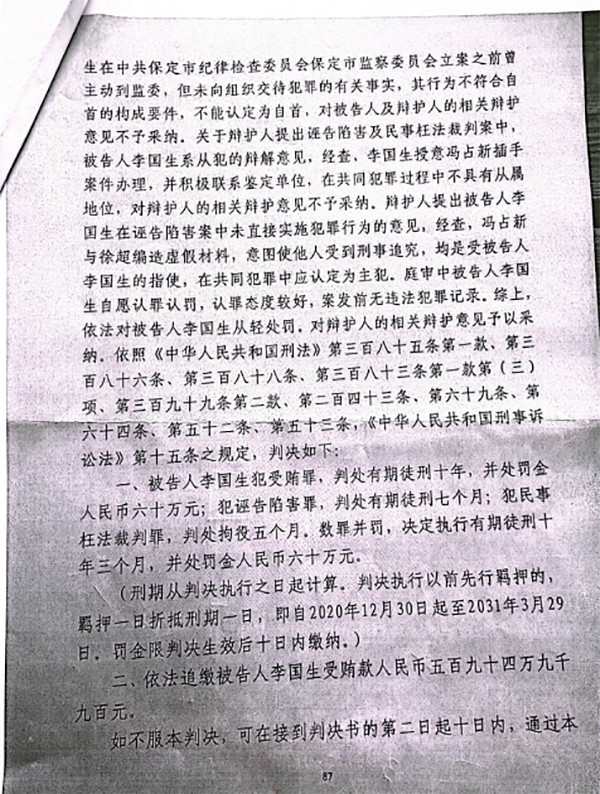 生在中共保定市纪律检查委员会保定市监察委员会立案之前曾
主动到监委，但未向组织交待犯罪的有关事实，其行为不符合自
首的构成要件，不能认定为自首，对被告人及辩护人的相关辩护
意见不予采纳。关于辩护人提出诬告陷害及民事枉法裁判案中，
被告人李国生系从犯的辩解意见，经查，李国生授意冯占新插手
案件办理，并积极联系鉴定单位，在共同犯罪过程中不具有从属
地位，对辩护人的相关辩护意见不予采纳。辩护人提出被告人李
国生在诬告陷害案中未直接实施犯罪行为的意见，经查，冯占新
与徐超编造虚假材料，意图使他人受到刑事追究，均是受被告人
李国生的指使，在共同犯罪中应认定为主犯。庭审中被告人李国
生自愿认罪认罚，认罪态度较好，案发前无违法犯罪记录。综上，
依法对被告人李国生从轻处罚。对辩护人的相关辩护意见予以采
纳。依照《中华人民共和国刑法》第三百八十五条第一款、第三
百八十六条、第三百八十八条、第三百八十三条第一款第（三）
项、第三百九十九条第二款、第二百四十三条、第六十九条、第
六十四条、第五十二条、第五十三条，《中华人民共和国刑事诉
讼法》第十五条之规定，判决如下：
一、被告人李国生犯受贿罪，判处有期徒刑十年，并处罚金
人民币六十万元；犯诬告陷害罪，判处有期徒刑七个月；犯民事
枉法裁判罪，判处拘役五个月。数罪并罚，决定执行有期徒刑十
年三个月，并处罚金人民币六十万元。
（刑期从判决执行之日起计算。判决执行以前先行羁押的，
羁押一日折抵刑期一日，即自2020年12月30日起至2031年3月29
日。罚金限判决生效后十日内缴纳。）
二、依法追缴被告人李国生受贿款人民币五百九十四万九千
九百元。
如不服本判决，可在接到判决书的第二日起十日内，通过本
87